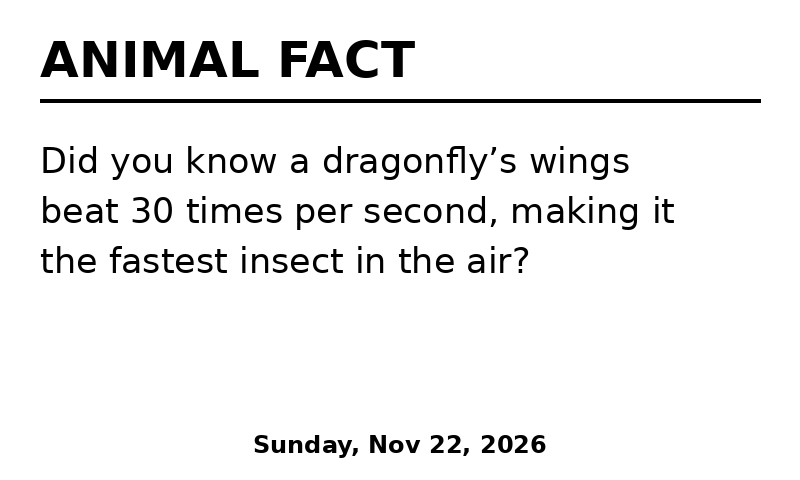 ANIMAL FACT
Did you know a dragonfly’s wings
beat 30 times per second, making it
the fastest insect in the air?
Sunday, Nov 22, 2026